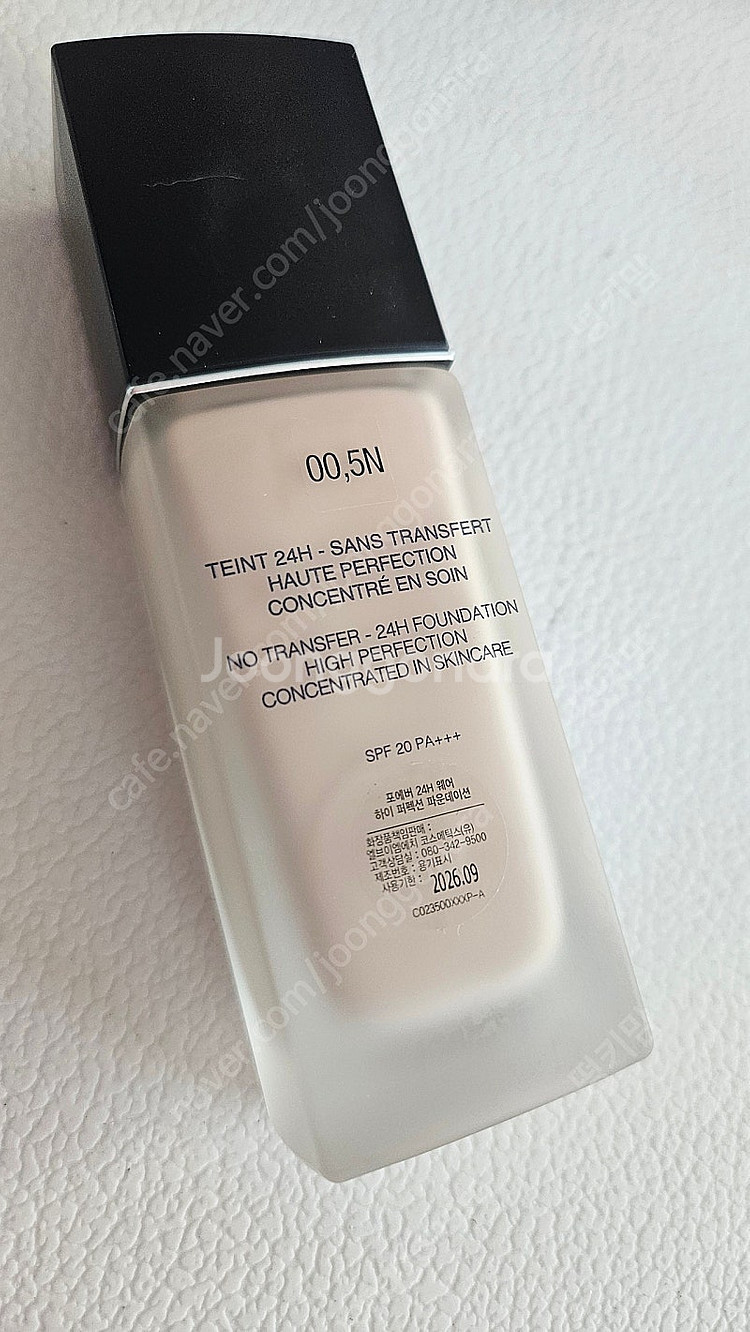 00,5N
TEINT 24H - SANS TRANSFERT
HAUTE PERFECTION
CONCENTRÉ EN SOIN
NO TRANSFER - 24H FOUNDATION
HIGH PERFECTION
CONCENTRATED IN SKINCARE
SPF 20 PA+++
포에버 24H 웨어
하이 퍼펙션 파운데이션
화장품책임판매 :
엘브이엠에치 코스메틱스(유)
고객상담실 : 080-342-9500
제조번호 : 용기표시
사용기한 : 2026.09
C023500XXXP-A
Joonggonara
cafe.naver.com/joonggonara
cafe.naver.com/joonggonara
cafe.naver.com/joonggonara